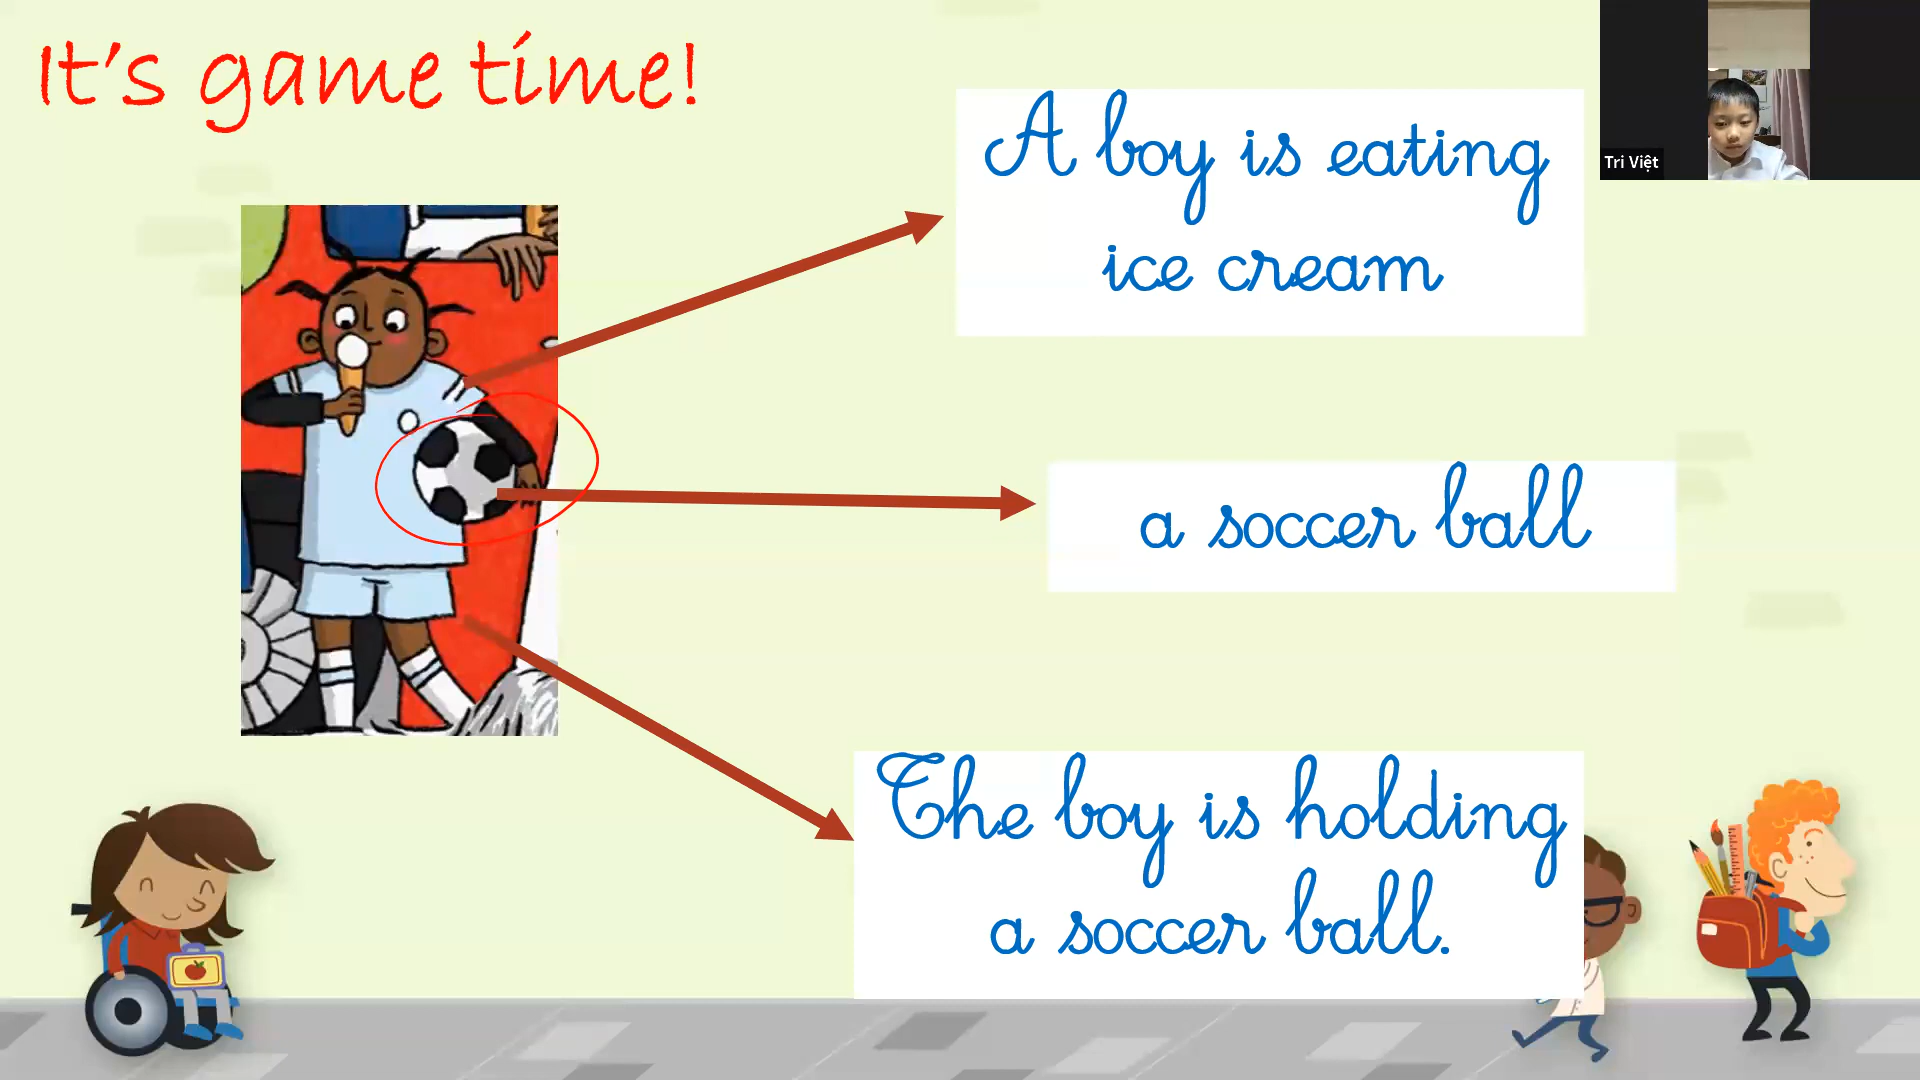 It's game time!
A boy is eating
ice cream
Tri Việt
a soccer ball
The boy is holding
a soccer ball.